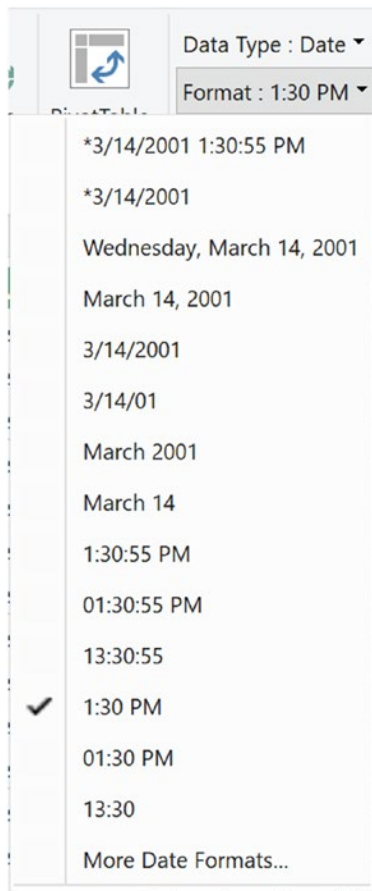 Data Type : Date
Format : 1:30 PM
PivotTable
*3/14/2001 1:30:55 PM
*3/14/2001
Wednesday, March 14, 2001
March 14, 2001
3/14/2001
3/14/01
March 2001
March 14
1:30:55 PM
01:30:55 PM
13:30:55
1:30 PM
01:30 PM
13:30
More Date Formats...